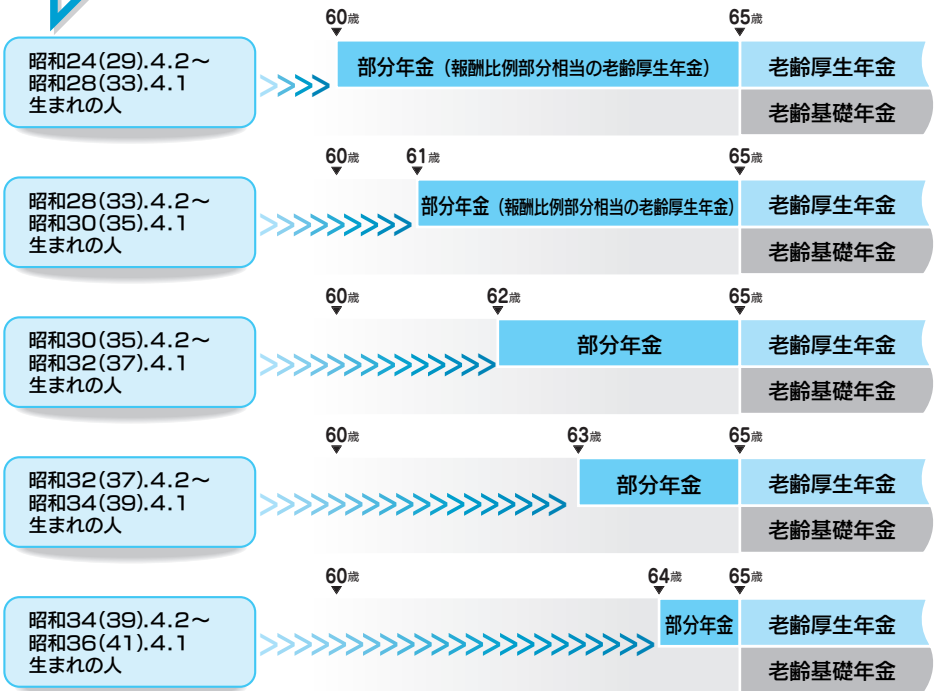 60歳 65歳
昭和24(29).4.2〜
昭和28(33).4.1
生まれの人
>>>>
部分年金（報酬比例部分相当の老齢厚生年金）
老齢厚生年金
老齢基礎年金
60歳 61歳 65歳
昭和28(33).4.2〜
昭和30(35).4.1
生まれの人
部分年金（報酬比例部分相当の老齢厚生年金）
老齢厚生年金
老齢基礎年金
60歳 62歳 65歳
昭和30(35).4.2〜
昭和32(37).4.1
生まれの人
部分年金
老齢厚生年金
老齢基礎年金
60歳 63歳 65歳
昭和32(37).4.2〜
昭和34(39).4.1
生まれの人
部分年金
老齢厚生年金
老齢基礎年金
60歳 64歳 65歳
昭和34(39).4.2〜
昭和36(41).4.1
生まれの人
部分年金
老齢厚生年金
老齢基礎年金